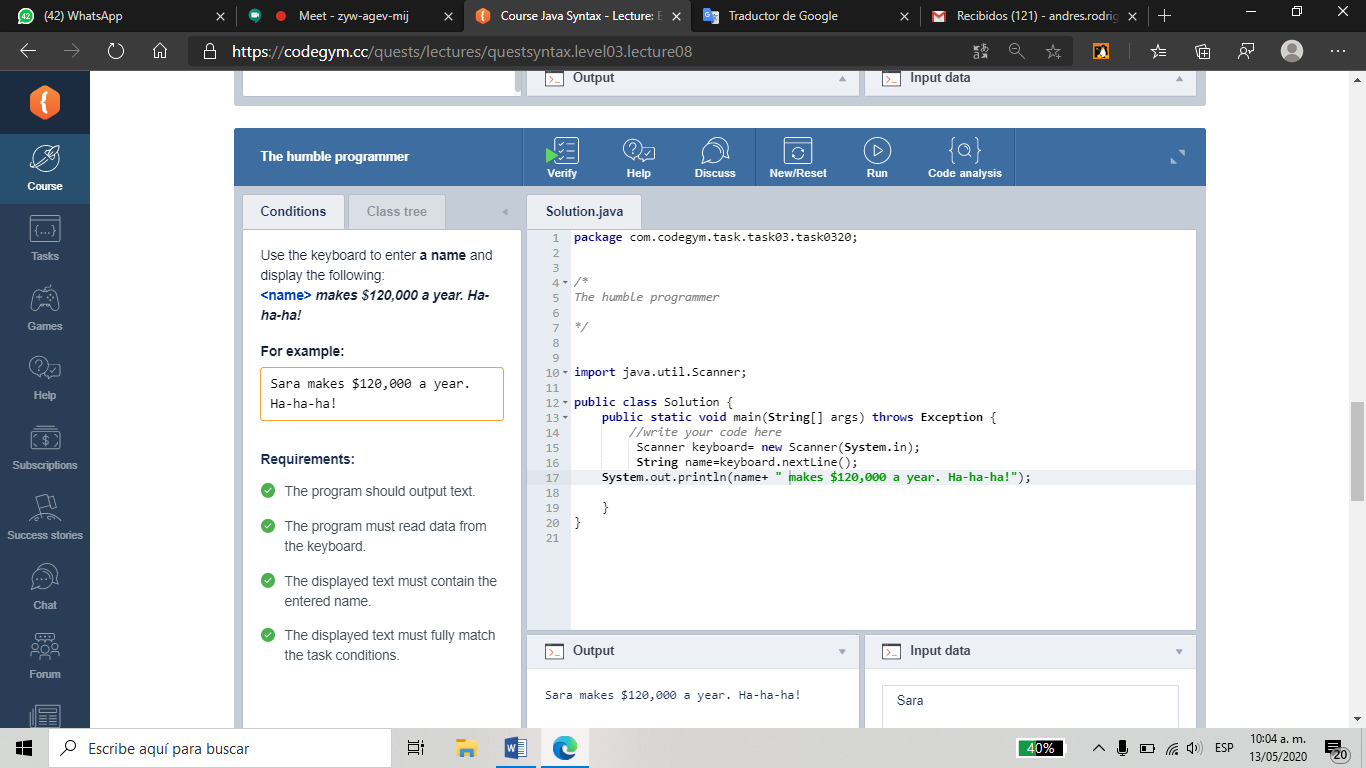 (42) WhatsApp
Meet - zyw-agev-mij
Course Java Syntax - Lecture: E
Traductor de Google
Recibidos (121) - andres.rodrig
https://codegym.cc/quests/lectures/questsyntax.level03.lecture08
Output
Input data
Course
Tasks
Games
Help
Subscriptions
Success stories
Chat
Forum
The humble programmer
Verify
Help
Discuss
New/Reset
Run
Code analysis
Conditions
Class tree
Use the keyboard to enter a name and
display the following:
<name> makes $120,000 a year. Ha-
ha-ha!
For example:
Sara makes $120,000 a year.
Ha-ha-ha!
Requirements:
The program should output text.
The program must read data from
the keyboard.
The displayed text must contain the
entered name.
The displayed text must fully match
the task conditions.
Solution.java
1 package com.codegym.task.task03.task0320;
2
3
4 /*
5 The humble programmer
6
7 */
8
9
10 import java.util.Scanner;
11
12 public class Solution {
13 public static void main(String[] args) throws Exception {
14 //write your code here
15 Scanner keyboard= new Scanner(System.in);
16 String name=keyboard.nextLine();
17 System.out.println(name+ " makes $120,000 a year. Ha-ha-ha!");
18
19 }
20 }
21
Output
Sara makes $120,000 a year. Ha-ha-ha!
Input data
Sara
Escribe aquí para buscar
40%
ESP
10:04 a. m.
13/05/2020
20